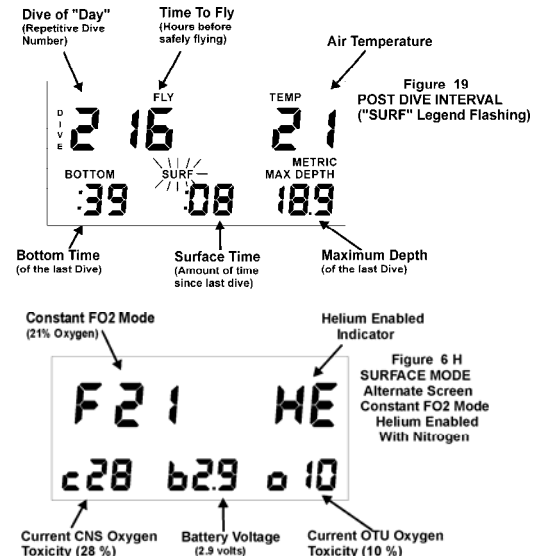 Dive of "Day"
(Repetitive Dive
Number)
Time To Fly
(Hours before
safely flying)
Air Temperature
Figure 19
POST DIVE INTERVAL
("SURF" Legend Flashing)
FLY
TEMP
DIVE
2 16 21
METRIC
BOTTOM
SURF
MAX DEPTH
:39 :08 18.9
Bottom Time
(of the last Dive)
Surface Time
(Amount of time
since last dive)
Maximum Depth
(of the last Dive)
Constant FO2 Mode
(21% Oxygen)
Helium Enabled
Indicator
Figure 6 H
SURFACE MODE
Alternate Screen
Constant FO2 Mode
Helium Enabled
With Nitrogen
F21 HE
c28 b2.9 o 10
Current CNS Oxygen
Toxicity (28 %)
Battery Voltage
(2.9 volts)
Current OTU Oxygen
Toxicity (10 %)